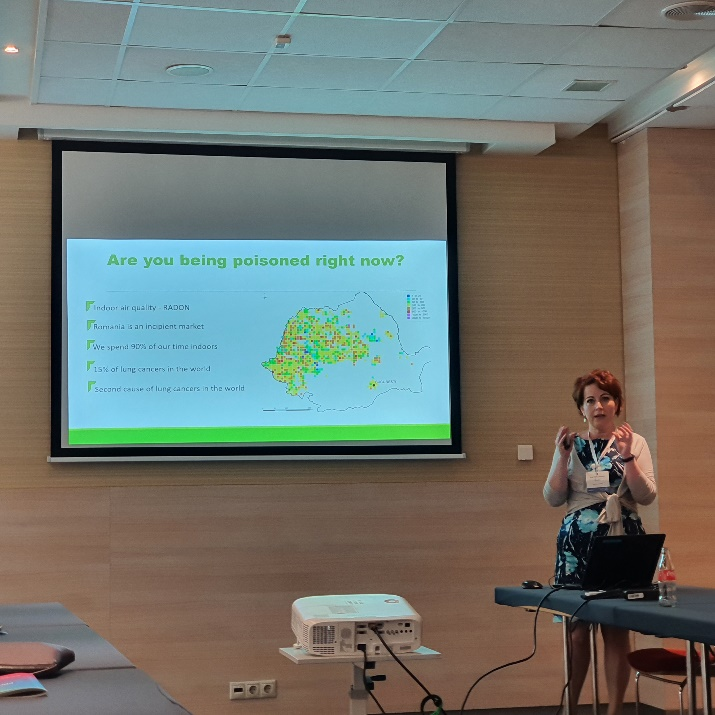 Are you being poisoned right now?
Indoor air quality - RADON
Romania is an incipient market
We spend 90% of our time indoors
15% of lung cancers in the world
Second cause of lung cancers in the world